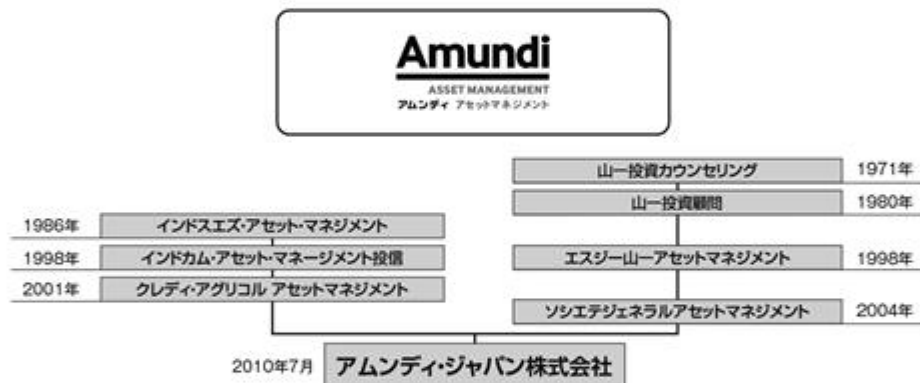 Amundi
ASSET MANAGEMENT
アムンディ アセットマネジメント
山一投資カウンセリング 1971年
山一投資顧問 1980年
1986年 インドスエズ・アセット・マネジメント
1998年 インドカム・アセット・マネージメント投信
エスジー山一アセットマネジメント 1998年
2001年 クレディ・アグリコル アセットマネジメント
ソシエテジェネラルアセットマネジメント 2004年
2010年7月 アムンディ・ジャパン株式会社